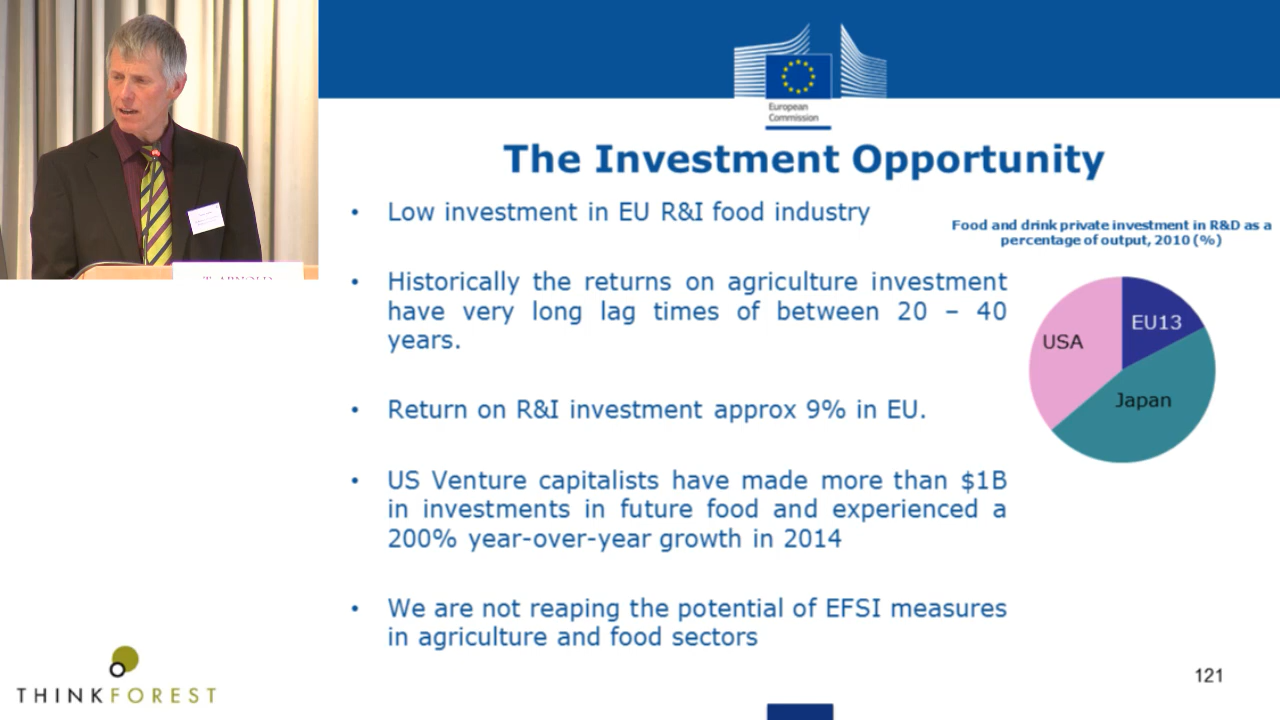 European
Commission
The Investment Opportunity
• Low investment in EU R&I food industry
Food and drink private investment in R&D as a
percentage of output, 2010 (%)
• Historically the returns on agriculture investment
have very long lag times of between 20 – 40
years.
EU13
USA
Japan
• Return on R&I investment approx 9% in EU.
• US Venture capitalists have made more than $1B
in investments in future food and experienced a
200% year-over-year growth in 2014
• We are not reaping the potential of EFSI measures
in agriculture and food sectors
121
THINKFOREST